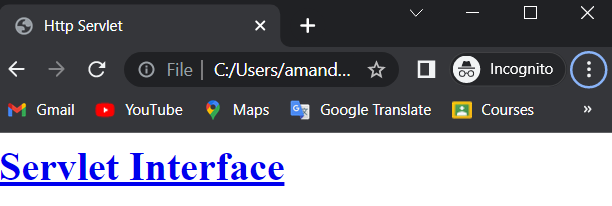 Http Servlet
File C:/Users/amand... Incognito
Gmail YouTube Maps Google Translate Courses »
Servlet Interface